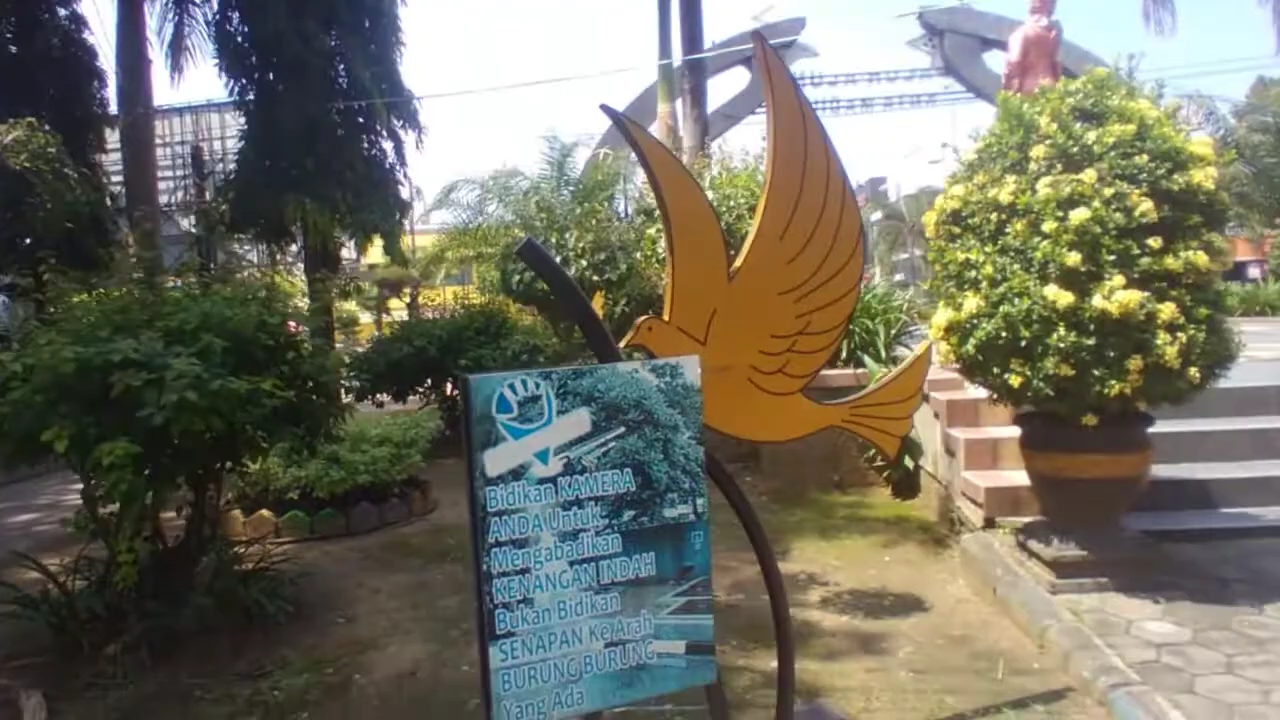 Bidikan KAMERA
ANDA Untuk
Mengabadikan
KENANGAN INDAH
Bukan Bidikan
SENAPAN Ke Arah
BURUNG BURUNG
Yang Ada